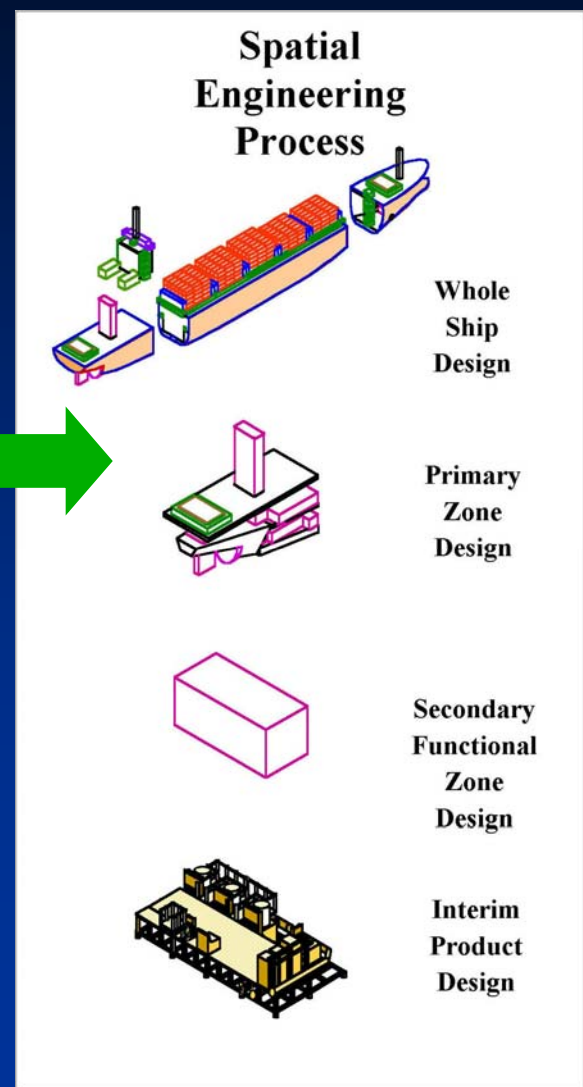 Spatial
Engineering
Process
Whole
Ship
Design
Primary
Zone
Design
Secondary
Functional
Zone
Design
Interim
Product
Design